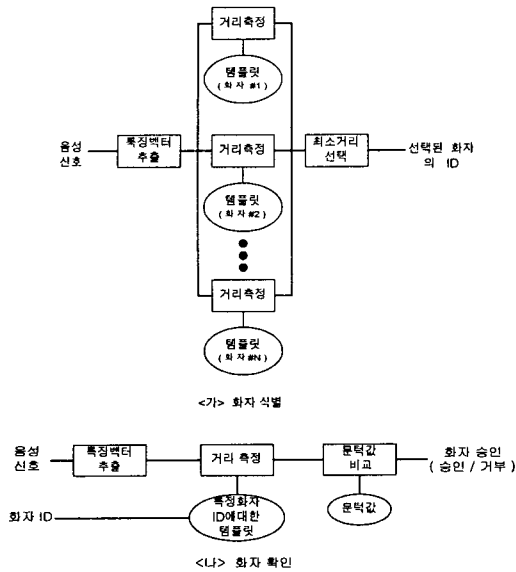 거리측정
템플릿
( 화 자 #1 )
음성
신호
특징벡터
추출
거리측정
최소거리
선택
선택된 화자
의 ID
템플릿
( 화자 #2 )
거리측정
템플릿
( 화 자 #N )
<가> 화자 식별
음성
신호
특징벡터
추출
거리 측정
문턱값
비교
화자 승인
( 승인 / 거부 )
화자 ID
특정화자
ID에대한
템플릿
문턱값
<나> 화자 확인